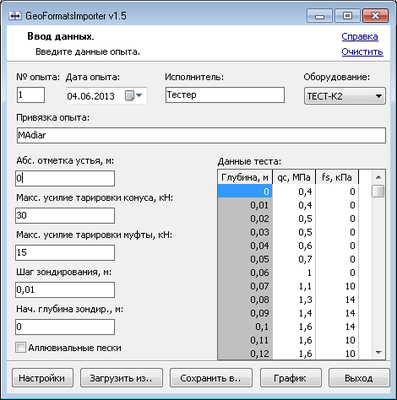 GeoFormatsImporter v1.5
Ввод данных. Справка
Введите данные опыта. Очистить
№ опыта: Дата опыта: Исполнитель: Оборудование:
1 04.06.2013 Тестер ТЕСТ-К2
Привязка опыта:
MAdiar
Абс. отметка устья, м: Данные теста:
0
Макс. усилие тарировки конуса, кН:
30
Макс. усилие тарировки муфты, кН:
15
Шаг зондирования, м:
0,01
Нач. глубина зондир., м:
0
Аллювиальные пески
Глубина, м qc, МПа fs, кПа
0 0,4 0
0,01 0,4 0
0,02 0,5 0
0,03 0,5 0
0,04 0,6 0
0,05 0,7 0
0,06 1 0
0,07 1,1 10
0,08 1,3 14
0,09 1,4 14
0,1 1,6 14
0,11 1,6 10
0,12 1,6 10
Настройки Загрузить из.. Сохранить в.. График Выход